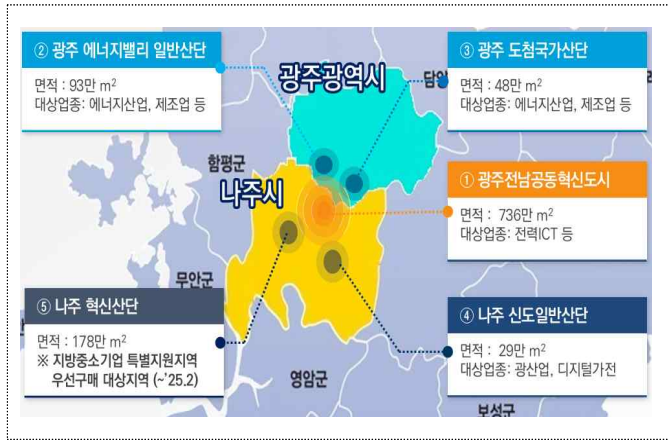 ② 광주 에너지밸리 일반산단
면적 : 93만 m²
대상업종: 에너지산업, 제조업 등
③ 광주 도첨국가산단
면적 : 48만 m²
대상업종: 에너지산업, 제조업 등
광주광역시
함평군
나주시
① 광주전남공동혁신도시
면적 : 736만 m²
대상업종: 전력ICT 등
무안군
⑤ 나주 혁신산단
면적 : 178만 m²
※ 지방중소기업 특별지원지역
우선구매 대상지역 (~'25.2)
④ 나주 신도일반산단
면적 : 29만 m²
대상업종: 광산업, 디지털가전
영암군
보성군